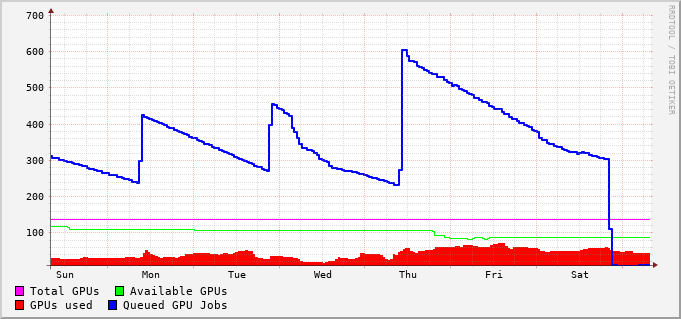 700
600
500
400
300
200
100
Sun Mon Tue Wed Thu Fri Sat
Total GPUs Available GPUs
GPUs used Queued GPU Jobs
RRDTOOL / TOBI OETIKER